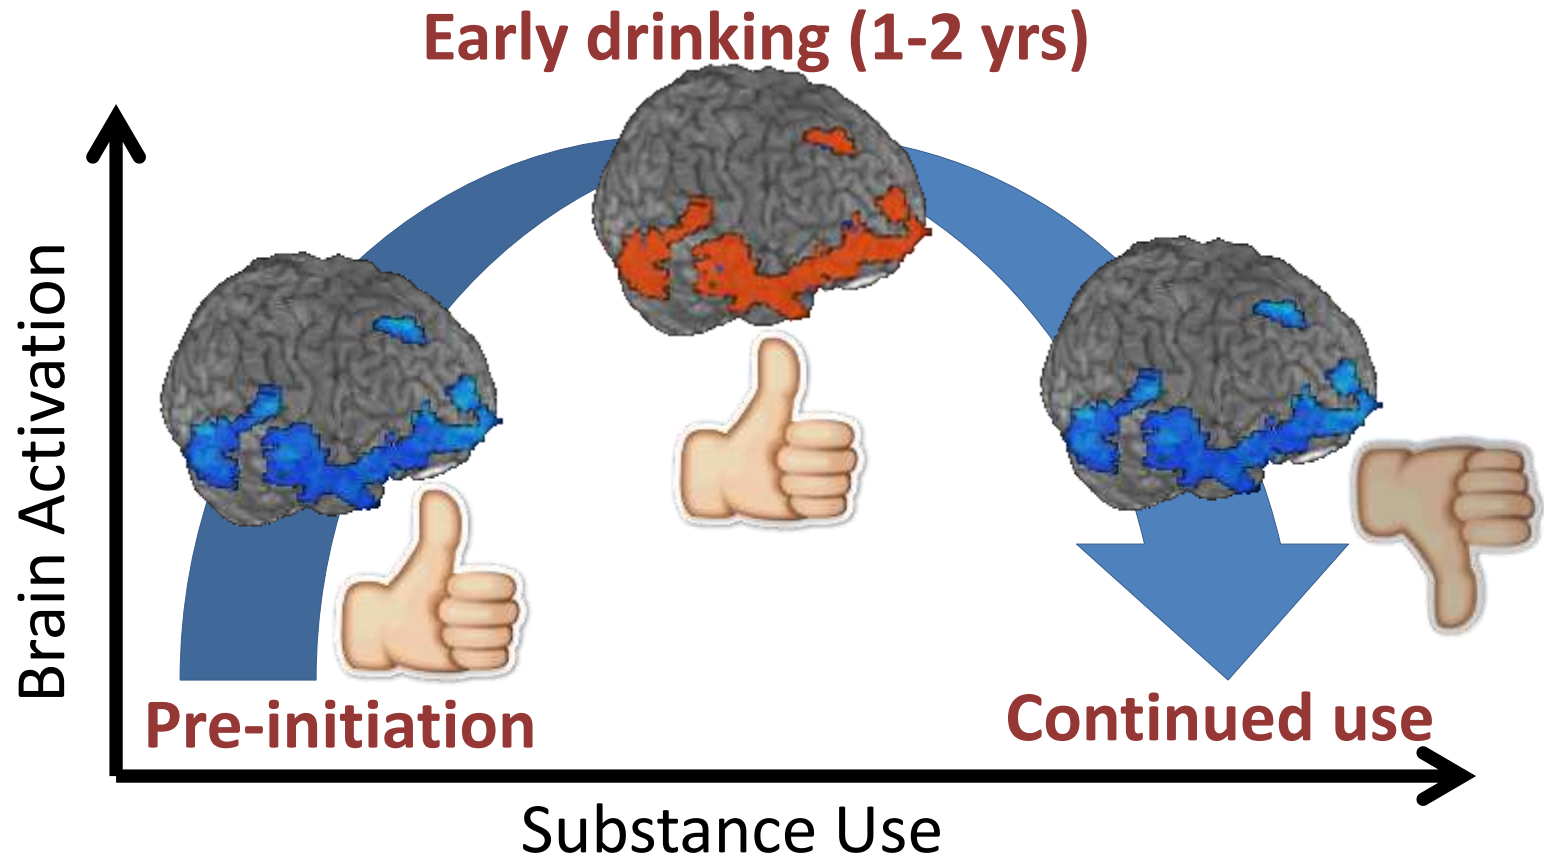 Early drinking (1-2 yrs)
Brain Activation
Pre-initiation
Continued use
Substance Use